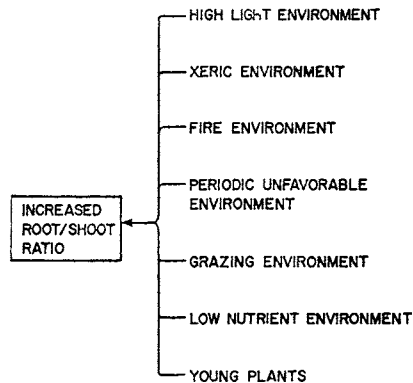 HIGH LIGhT ENVIRONMENT
XERIC ENVIRONMENT
FIRE ENVIRONMENT
PERIODIC UNFAVORABLE
ENVIRONMENT
INCREASED
ROOT/SHOOT
RATIO
GRAZING ENVIRONMENT
LOW NUTRIENT ENVIRONMENT
YOUNG PLANTS